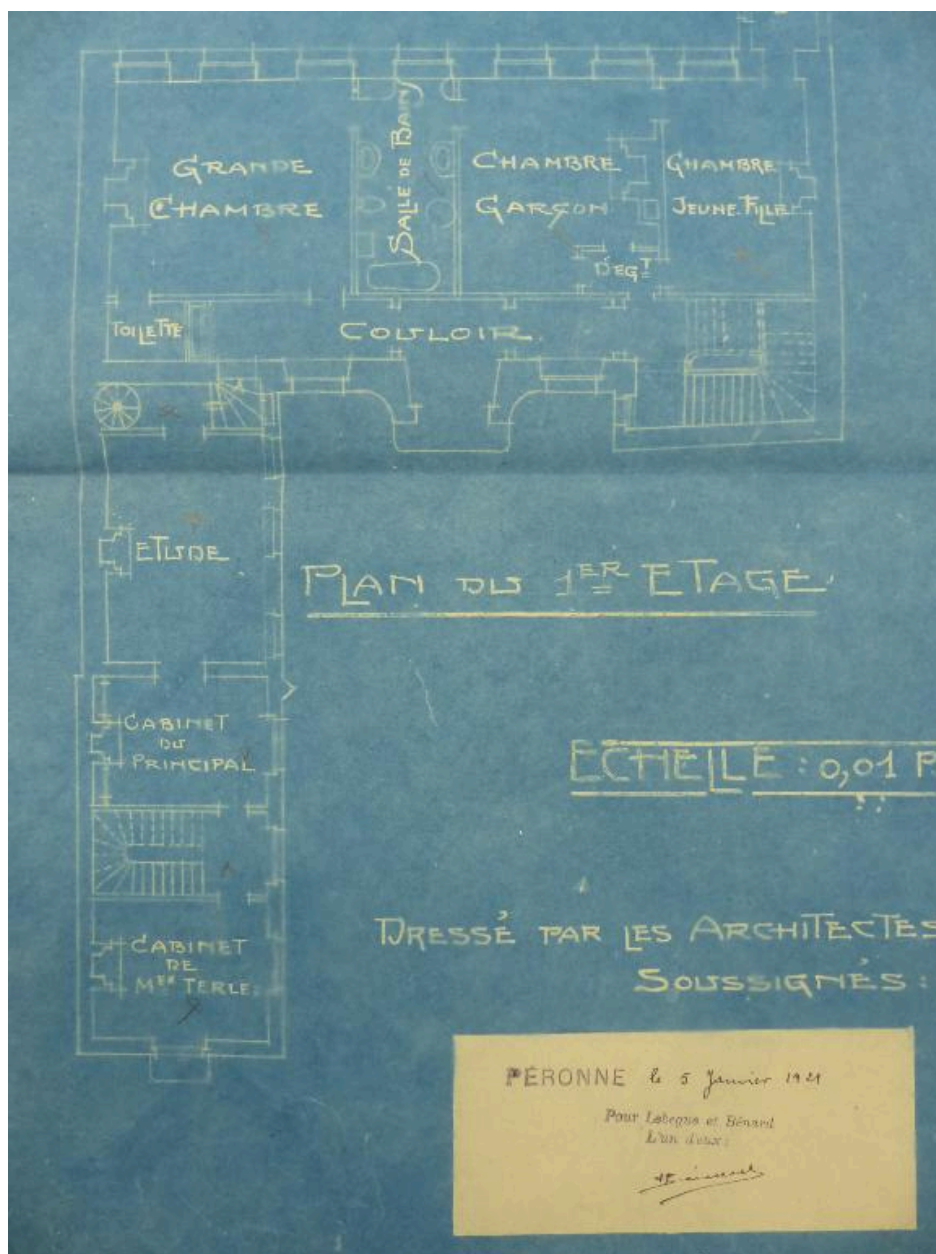 GRANDE
CHAMBRE
SALLE DE BAIN
CHAMBRE
GARÇON
CHAMBRE
JEUNE FILLE
DÉGT
TOILETTE
COULOIR.
ETUDE
PLAN DU 1ER ETAGE
CABINET
DU
PRINCIPAL
ECHELLE : 0,01 P
CABINET
DE
MER TERLE.
DRESSÉ PAR LES ARCHITECTES
SOUSSIGNÉS :
PÉRONNE le 5 Janvier 1921
Pour Lebègue et Bénard
L'un d'eux :